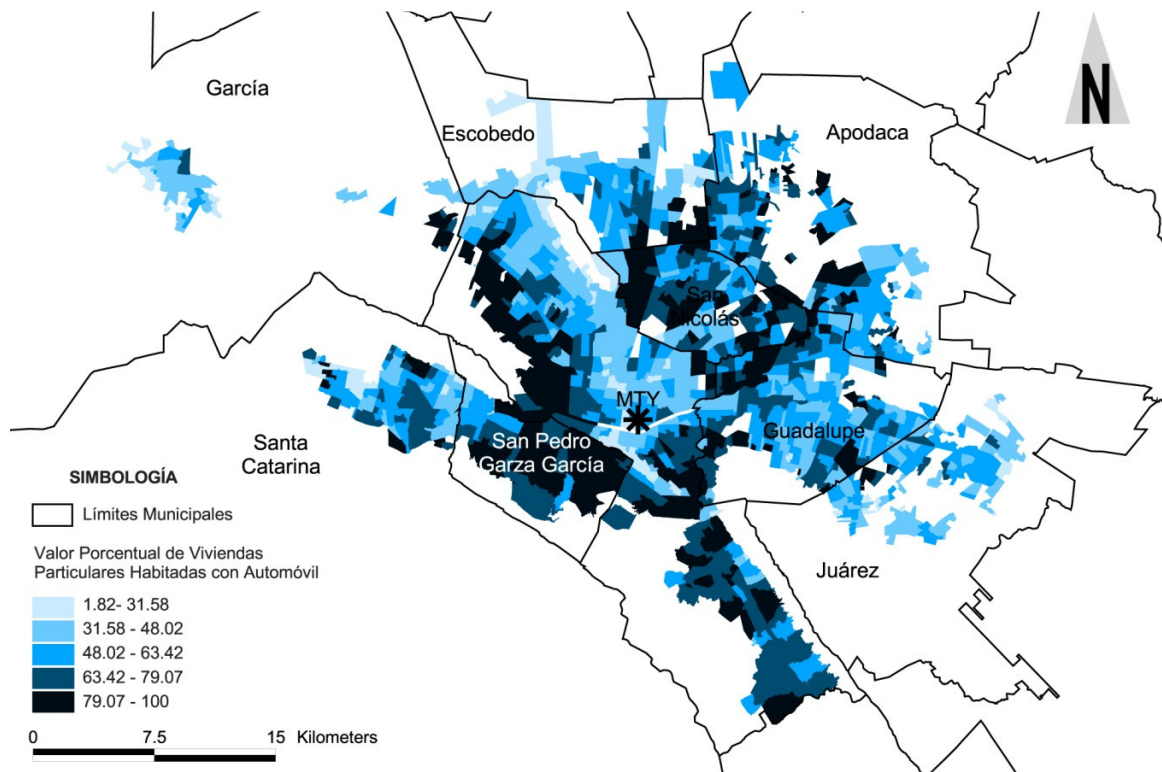 N
García
Escobedo
Apodaca
San
Nicolás
MTY
San Pedro
Garza García
Guadalupe
Santa
Catarina
Juárez
SIMBOLOGÍA
Límites Municipales
Valor Porcentual de Viviendas
Particulares Habitadas con Automóvil
1.82- 31.58
31.58 - 48.02
48.02 - 63.42
63.42 - 79.07
79.07 - 100
0 7.5 15 Kilometers